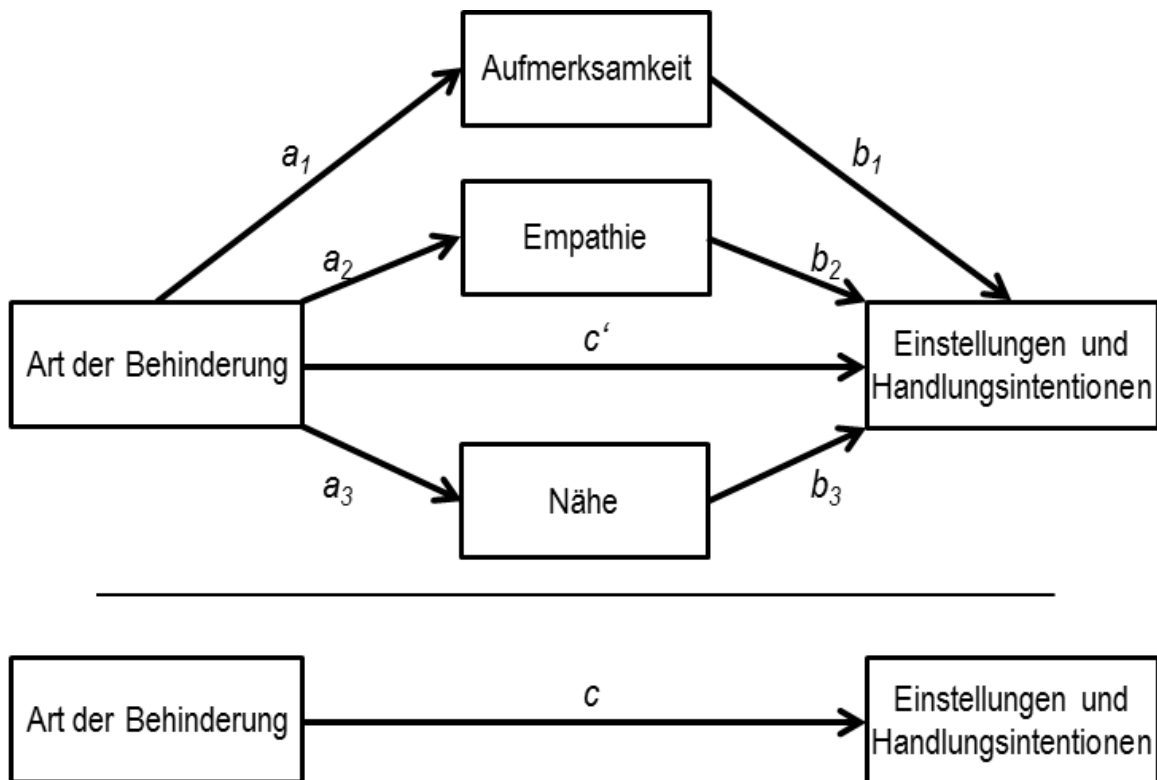 Aufmerksamkeit
a1
b1
Empathie
a2
b2
Art der Behinderung
c‘
Einstellungen und
Handlungsintentionen
a3
Nähe
b3
Art der Behinderung
c
Einstellungen und
Handlungsintentionen